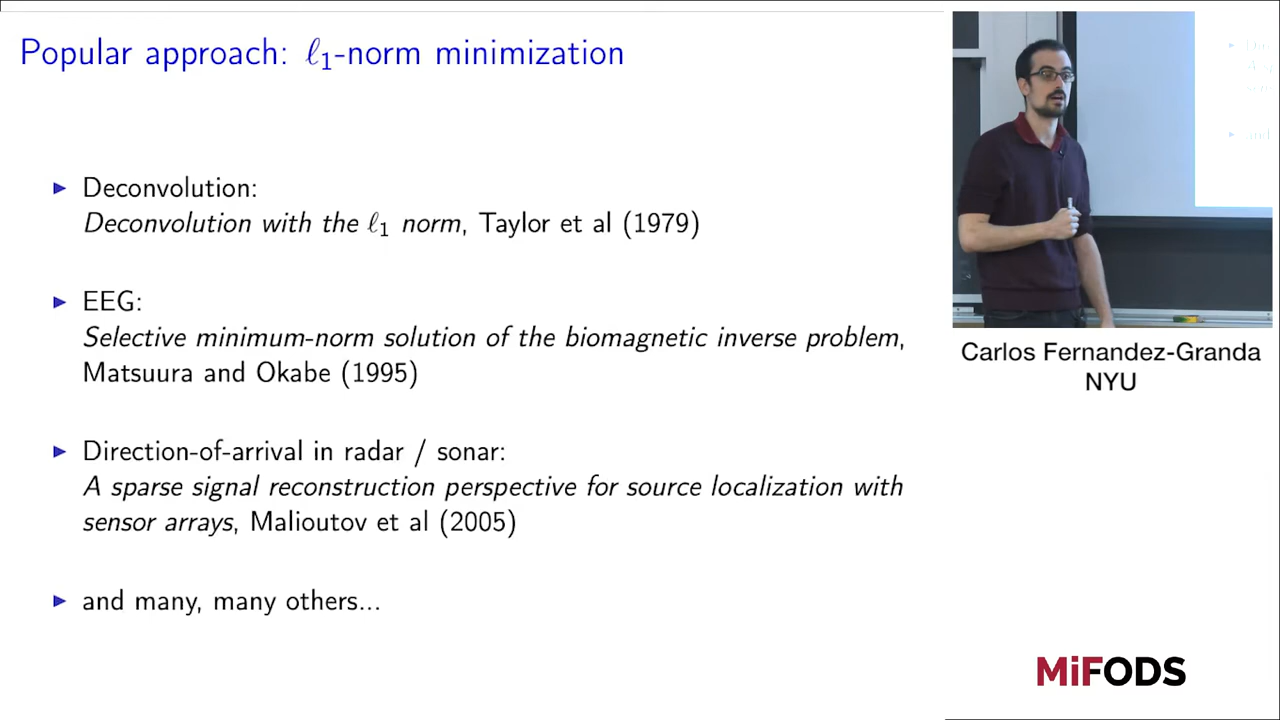 Popular approach: ℓ1-norm minimization
► Deconvolution:
Deconvolution with the ℓ1 norm, Taylor et al (1979)
► EEG:
Selective minimum-norm solution of the biomagnetic inverse problem,
Matsuura and Okabe (1995)
► Direction-of-arrival in radar / sonar:
A sparse signal reconstruction perspective for source localization with
sensor arrays, Malioutov et al (2005)
► and many, many others...
Carlos Fernandez-Granda
NYU
MiFODS